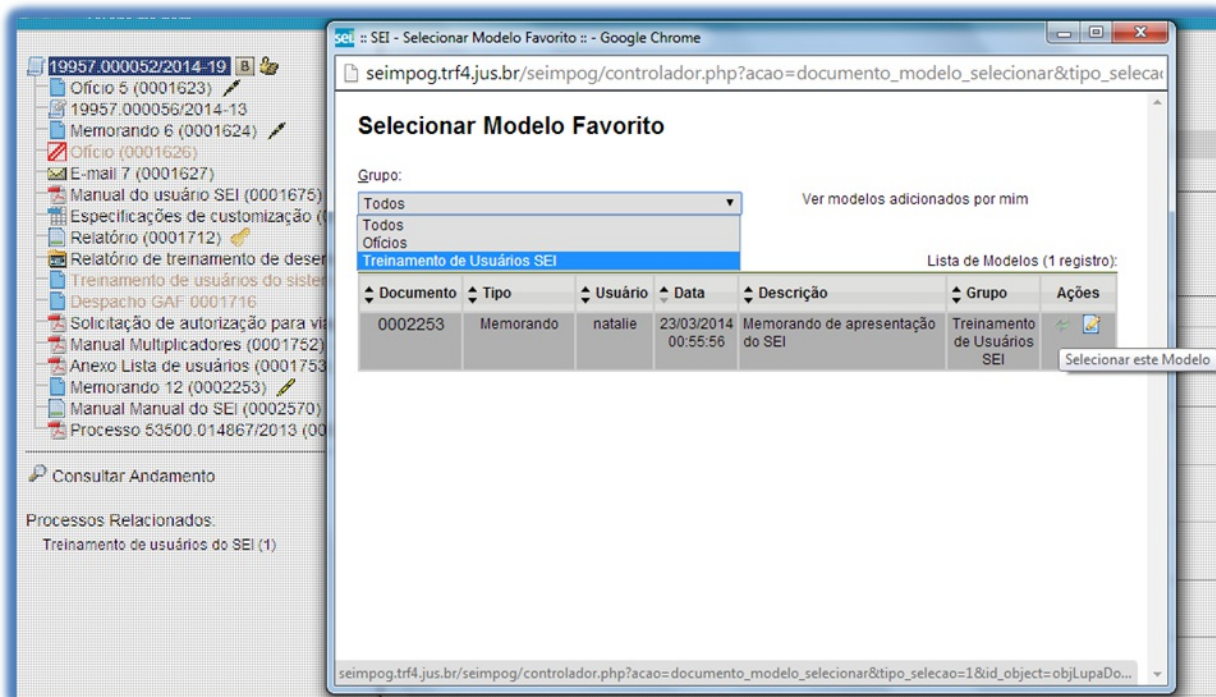 sei :: SEI - Selecionar Modelo Favorito :: - Google Chrome
seimpog.trf4.jus.br/seimpog/controlador.php?acao=documento_modelo_selecionar&tipo_selecao
19957.000052/2014-19 B
Ofício 5 (0001623)
19957.000056/2014-13
Memorando 6 (0001624)
Ofício (0001626)
E-mail 7 (0001627)
Manual do usuário SEI (0001675)
Especificações de customização (
Relatório (0001712)
Relatório de treinamento de deser
Treinamento de usuários do sister
Despacho GAF 0001716
Solicitação de autorização para via
Manual Multiplicadores (0001752)
Anexo Lista de usuários (0001753
Memorando 12 (0002253)
Manual Manual do SEI (0002570)
Processo 53500.014867/2013 (00
Consultar Andamento
Processos Relacionados:
Treinamento de usuários do SEI (1)
Selecionar Modelo Favorito
Grupo:
Todos
Ver modelos adicionados por mim
Todos
Ofícios
Treinamento de Usuários SEI
Lista de Modelos (1 registro):
Documento Tipo Usuário Data Descrição Grupo Ações
0002253 Memorando natalie 23/03/2014 Memorando de apresentação Treinamento
00:55:56 do SEI de Usuários
SEI
Selecionar este Modelo
seimpog.trf4.jus.br/seimpog/controlador.php?acao=documento_modelo_selecionar&tipo_selecao=1&id_object=objLupaDo...